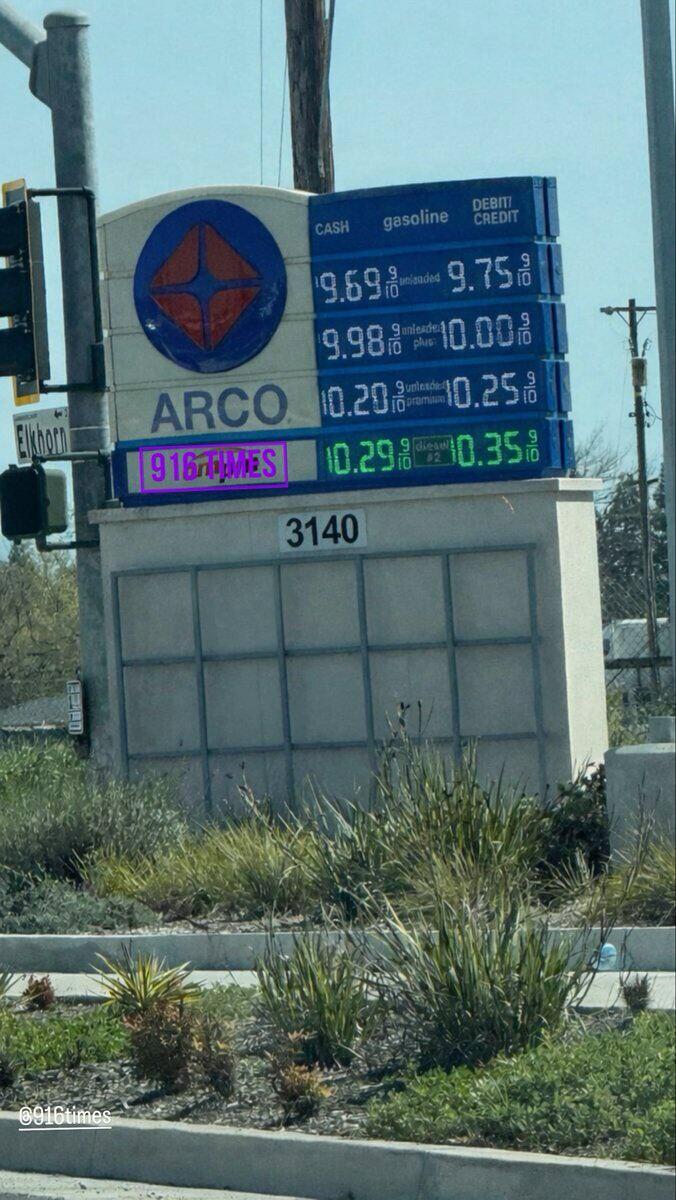 CASH gasoline DEBIT/ CREDIT
9.69 9/10 unleaded 9.75 9/10
9.98 9/10 unleaded plus 10.00 9/10
10.20 9/10 unleaded premium 10.25 9/10
10.29 9/10 diesel #2 10.35 9/10
ARCO
916 TIMES
Elkhorn
3140
@916times